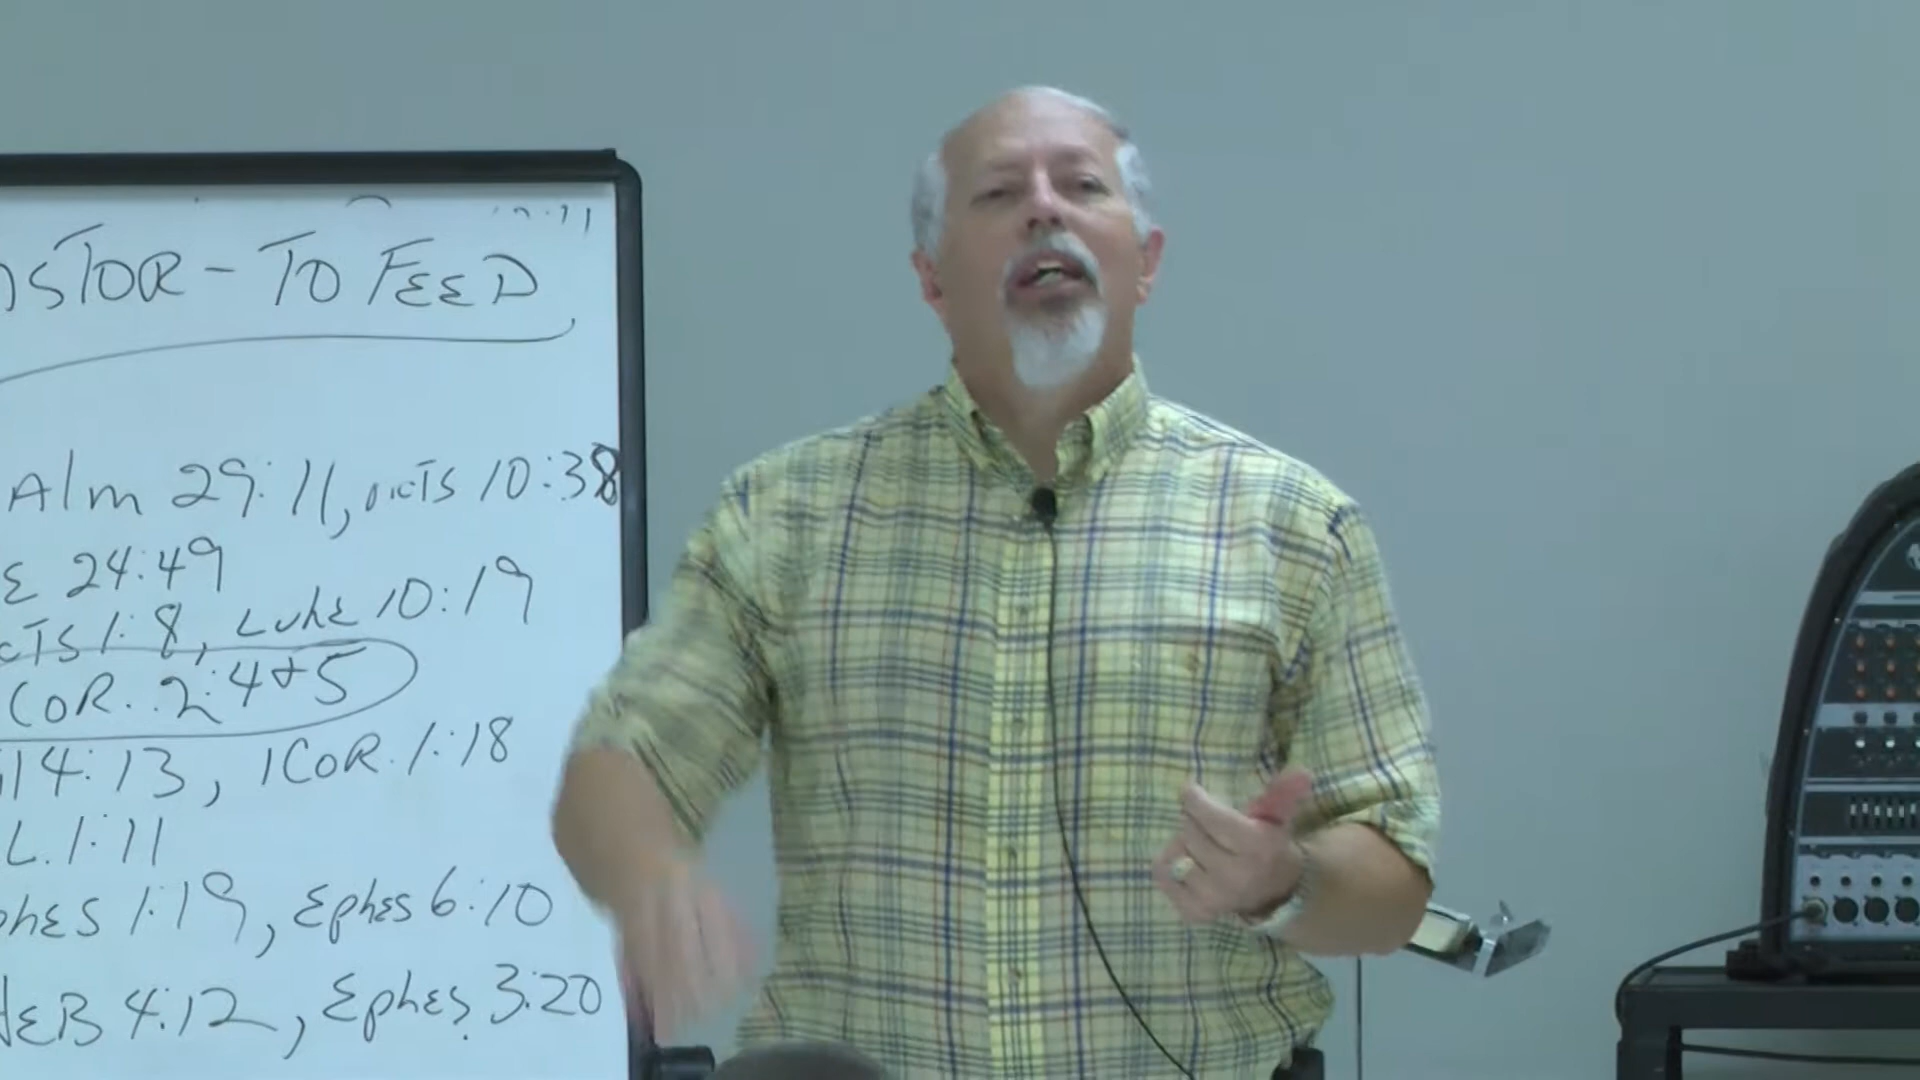 ASTOR - TO FEED
Alm 29:11, ACTS 10:38
E 24:49
CTS 1:8, LukE 10:19
COR. 2:4+5
14:13, 1COR. 1:18
L. 1:11
phES 1:19, Ephes 6:10
HEB 4:12, Ephes. 3:20